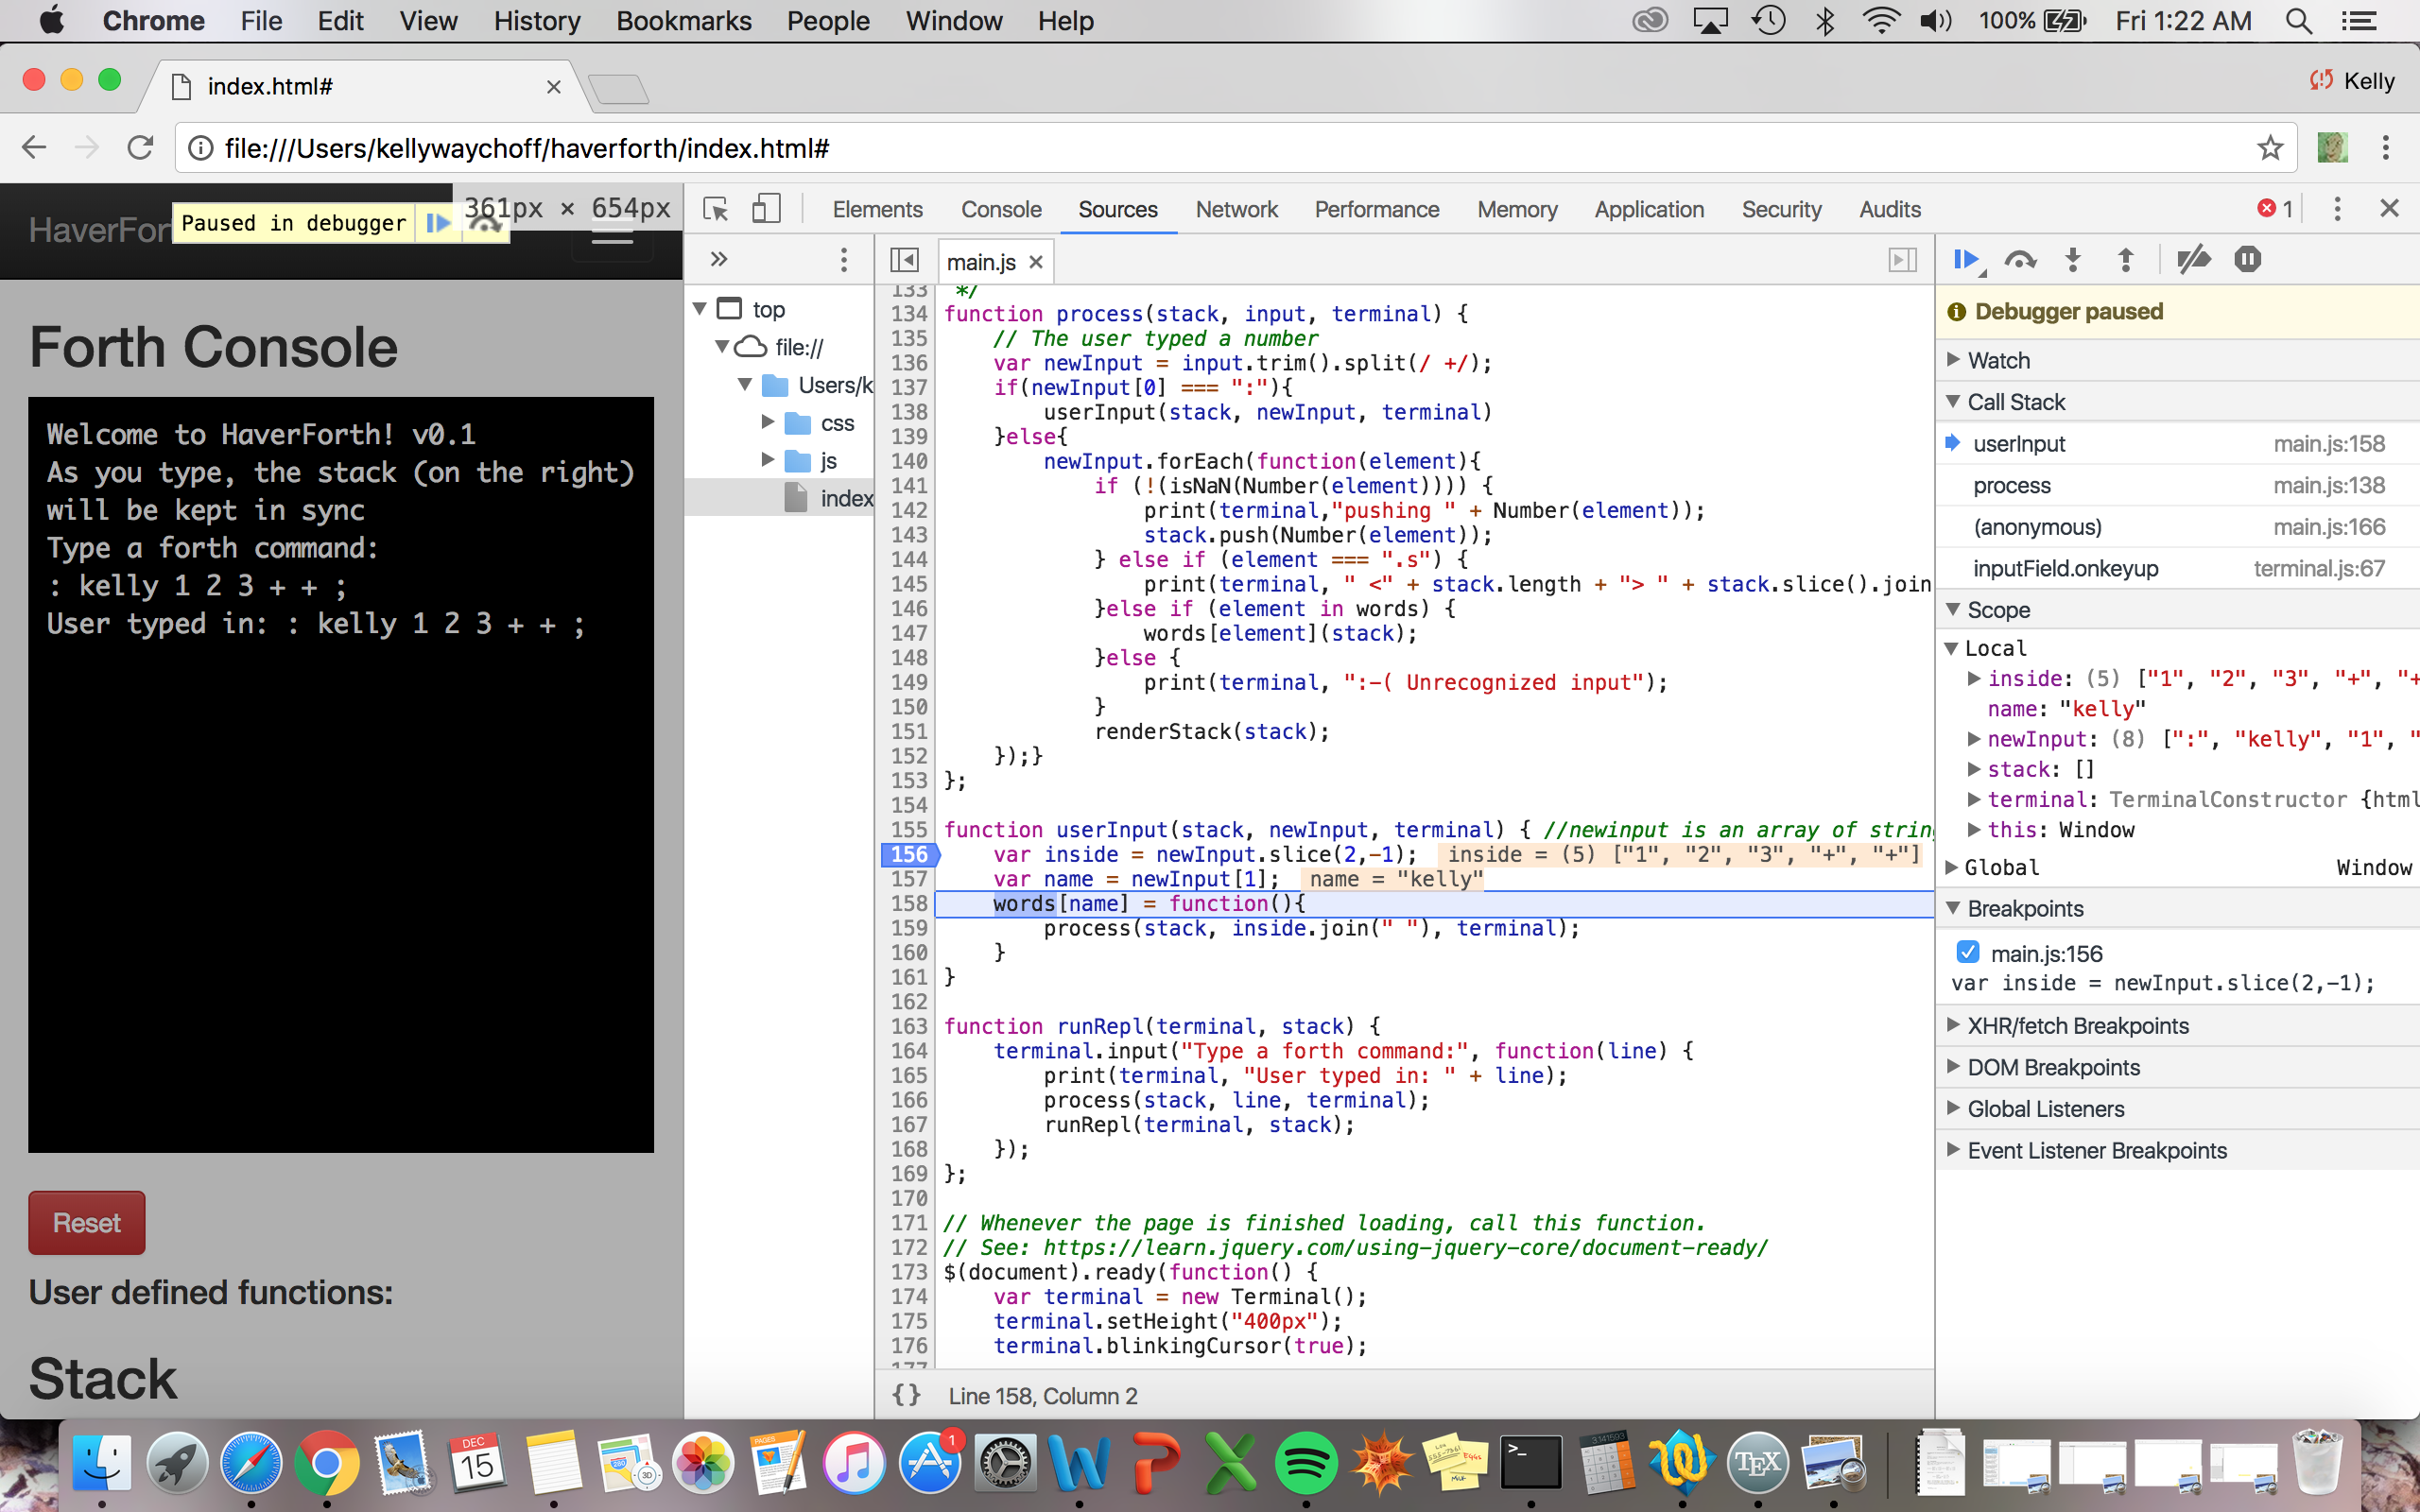 Chrome File Edit View History Bookmarks People Window Help 100% Fri 1:22 AM
index.html# Kelly
file:///Users/kellywaychoff/haverforth/index.html#
HaverFor Paused in debugger 361px × 654px
Forth Console
Welcome to HaverForth! v0.1
As you type, the stack (on the right)
will be kept in sync
Type a forth command:
: kelly 1 2 3 + + ;
User typed in: : kelly 1 2 3 + + ;
Reset
User defined functions:
Stack
Elements Console Sources Network Performance Memory Application Security Audits 1
top
file://
Users/k
css
js
index
main.js
133 */
134 function process(stack, input, terminal) {
135 // The user typed a number
136 var newInput = input.trim().split(/ +/);
137 if(newInput[0] === ":"){
138 userInput(stack, newInput, terminal)
139 }else{
140 newInput.forEach(function(element){
141 if (!(isNaN(Number(element)))) {
142 print(terminal,"pushing " + Number(element));
143 stack.push(Number(element));
144 } else if (element === ".s") {
145 print(terminal, " <" + stack.length + "> " + stack.slice().join
146 }else if (element in words) {
147 words[element](stack);
148 }else {
149 print(terminal, ":-( Unrecognized input");
150 }
151 renderStack(stack);
152 });}
153 };
154
155 function userInput(stack, newInput, terminal) { //newinput is an array of strin
156 var inside = newInput.slice(2,-1); inside = (5) ["1", "2", "3", "+", "+"]
157 var name = newInput[1]; name = "kelly"
158 words[name] = function(){
159 process(stack, inside.join(" "), terminal);
160 }
161 }
162
163 function runRepl(terminal, stack) {
164 terminal.input("Type a forth command:", function(line) {
165 print(terminal, "User typed in: " + line);
166 process(stack, line, terminal);
167 runRepl(terminal, stack);
168 });
169 };
170
171 // Whenever the page is finished loading, call this function.
172 // See: https://learn.jquery.com/using-jquery-core/document-ready/
173 $(document).ready(function() {
174 var terminal = new Terminal();
175 terminal.setHeight("400px");
176 terminal.blinkingCursor(true);
177
{} Line 158, Column 2
Debugger paused
Watch
Call Stack
userInput main.js:158
process main.js:138
(anonymous) main.js:166
inputField.onkeyup terminal.js:67
Scope
Local
inside: (5) ["1", "2", "3", "+", "+
name: "kelly"
newInput: (8) [":", "kelly", "1", "
stack: []
terminal: TerminalConstructor {html
this: Window
Global Window
Breakpoints
main.js:156
var inside = newInput.slice(2,-1);
XHR/fetch Breakpoints
DOM Breakpoints
Global Listeners
Event Listener Breakpoints
DEC
15
PAGES
3D
1
>_
TEX